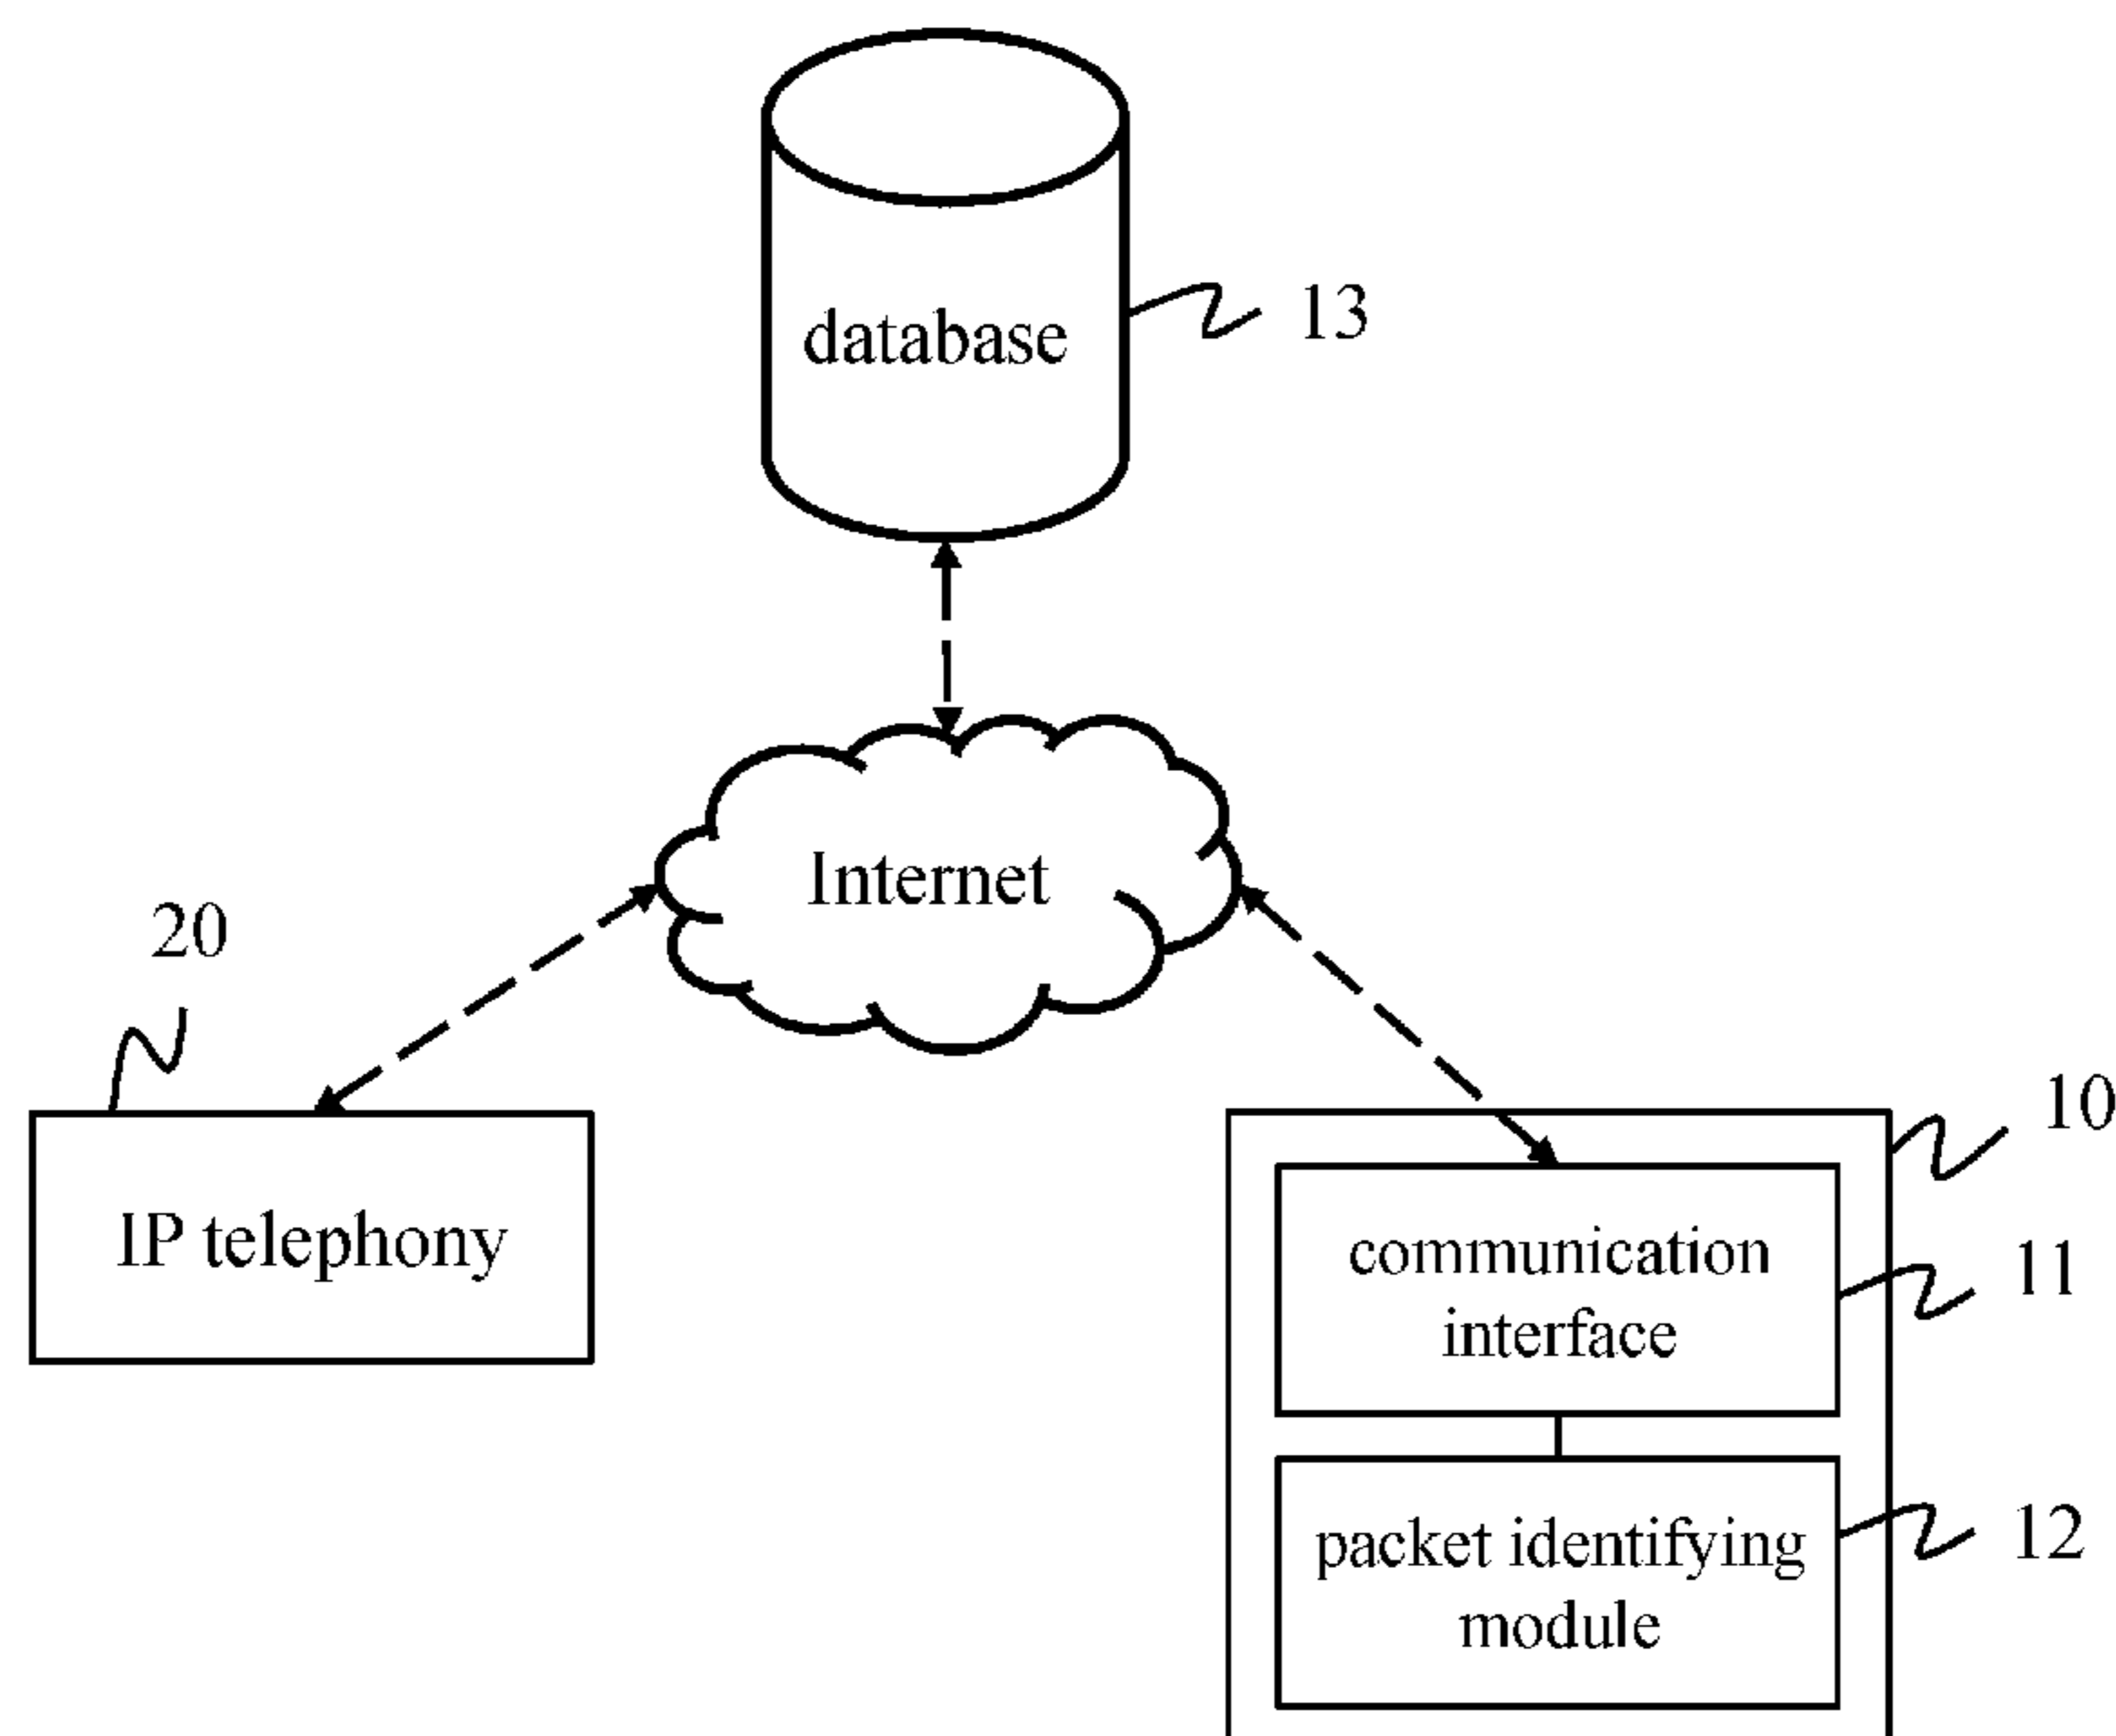 database
13
Internet
20
10
IP telephony
communication
interface
11
packet identifying
module
12